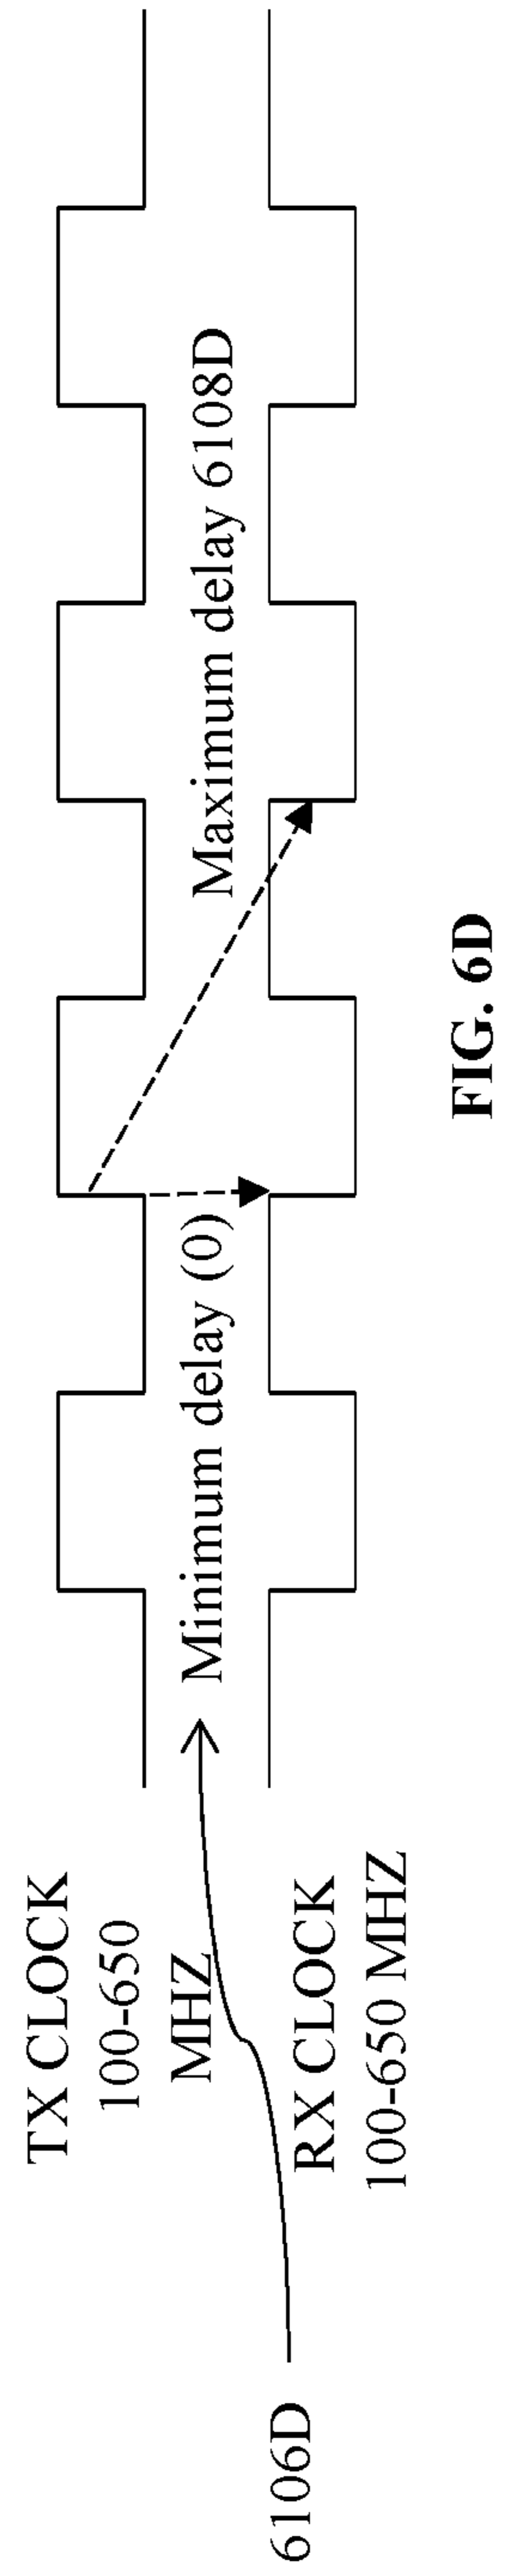 TX CLOCK
100-650
MHZ
Minimum delay (0)
Maximum delay 6108D
RX CLOCK
100-650 MHZ
6106D
FIG. 6D